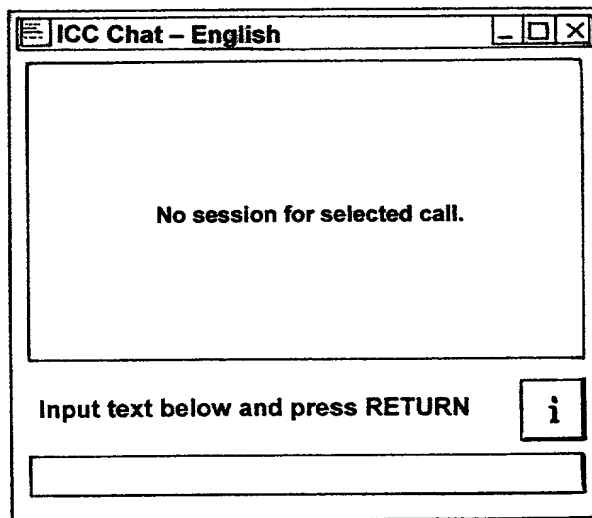 ICC Chat – English
No session for selected call.
Input text below and press RETURN
i